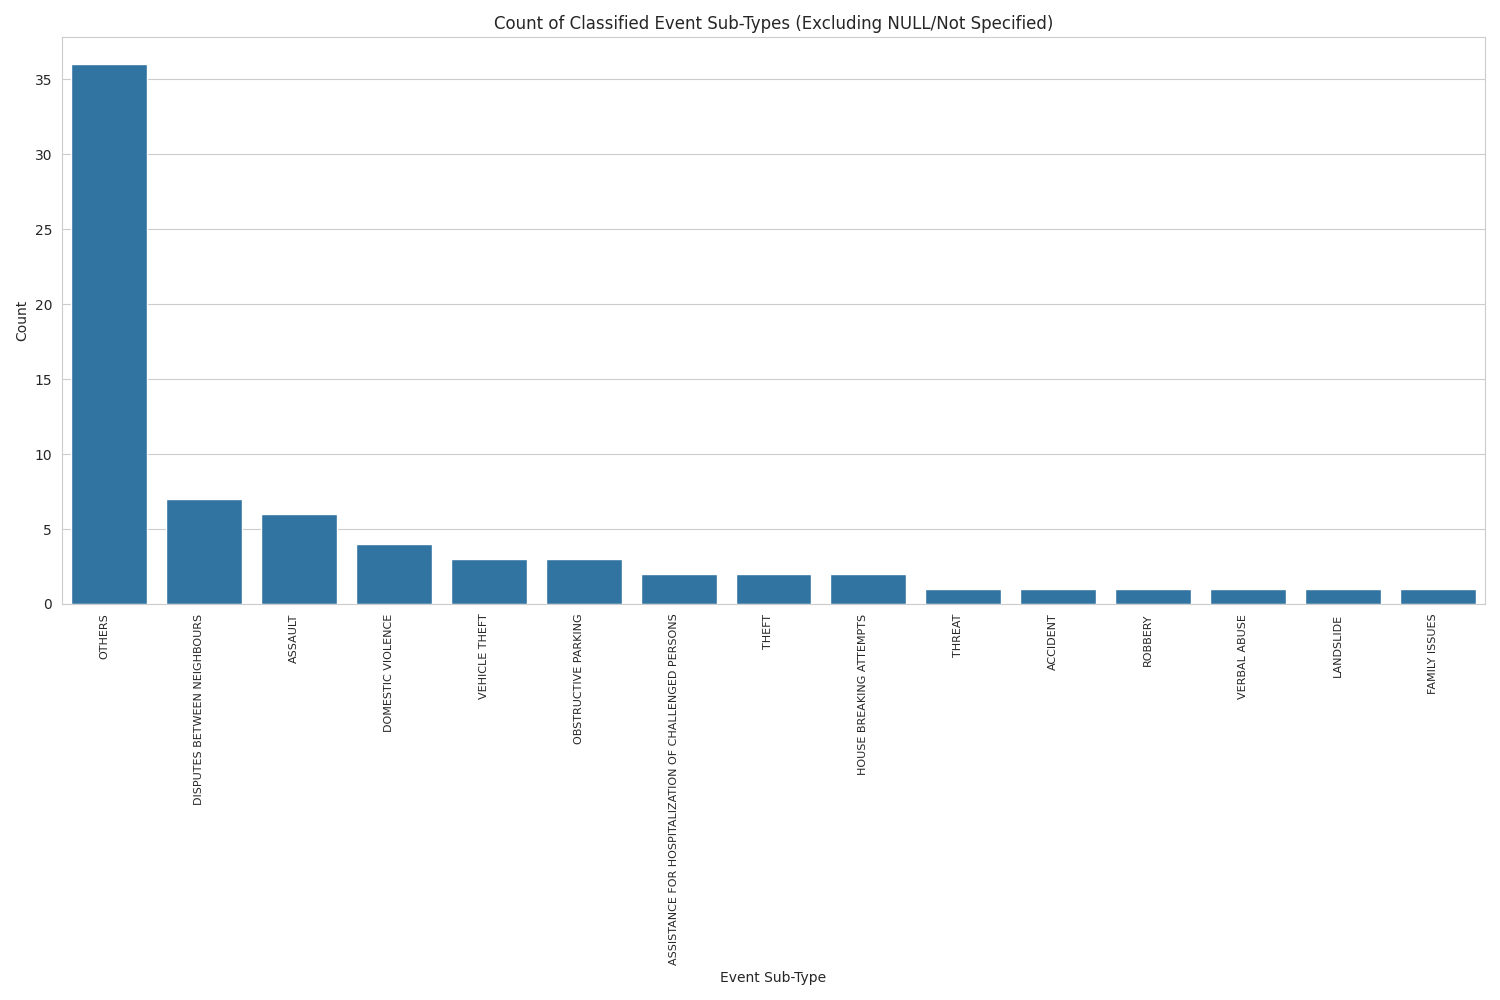 Count of Classified Event Sub-Types (Excluding NULL/Not Specified)
Count
35
30
25
20
15
10
5
0
OTHERS
DISPUTES BETWEEN NEIGHBOURS
ASSAULT
DOMESTIC VIOLENCE
VEHICLE THEFT
OBSTRUCTIVE PARKING
ASSISTANCE FOR HOSPITALIZATION OF CHALLENGED PERSONS
THEFT
HOUSE BREAKING ATTEMPTS
THREAT
ACCIDENT
ROBBERY
VERBAL ABUSE
LANDSLIDE
FAMILY ISSUES
Event Sub-Type